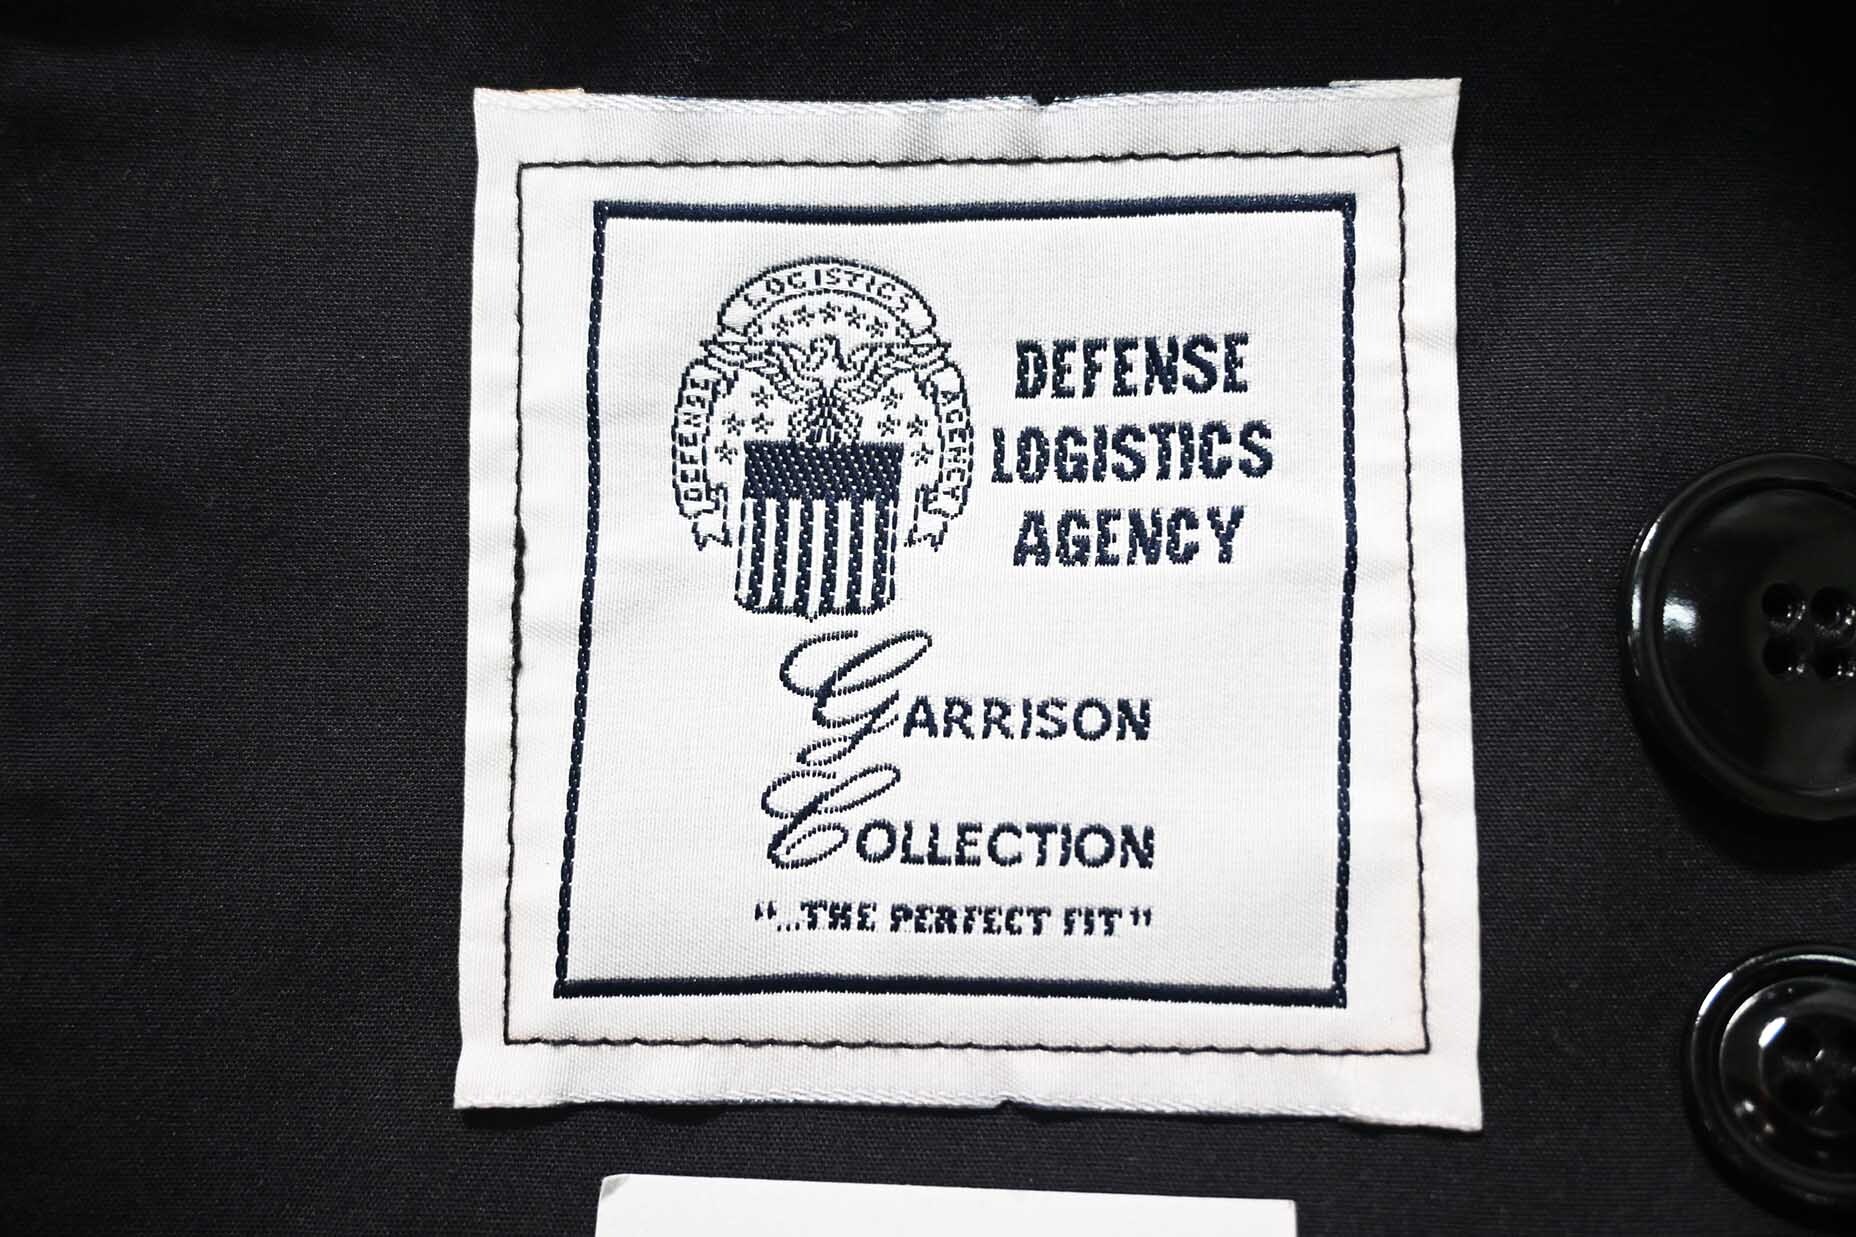 DEFENSE LOGISTICS AGENCY
DEFENSE
LOGISTICS
AGENCY
GARRISON
COLLECTION
"...THE PERFECT FIT"